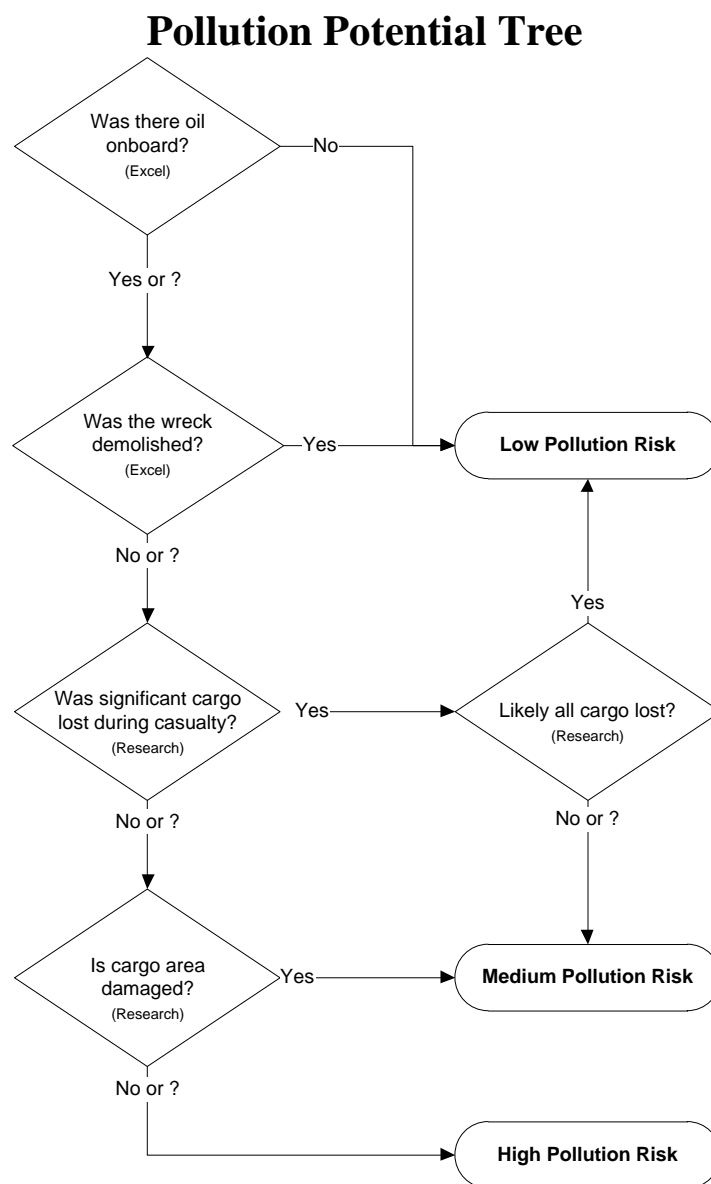 Pollution Potential Tree
Was there oil
onboard?
(Excel)
No
Yes or ?
Was the wreck
demolished?
(Excel)
Yes
Low Pollution Risk
No or ?
Yes
Was significant cargo
lost during casualty?
(Research)
Yes
Likely all cargo lost?
(Research)
No or ?
No or ?
Is cargo area
damaged?
(Research)
Yes
Medium Pollution Risk
No or ?
High Pollution Risk